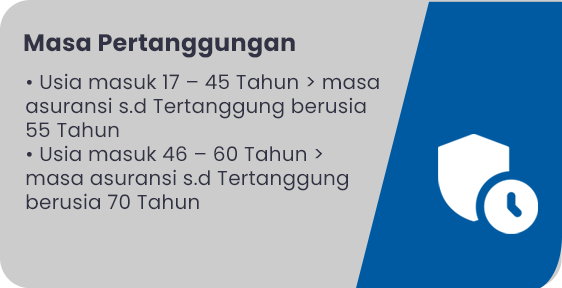 Masa Pertanggungan
• Usia masuk 17 – 45 Tahun > masa
asuransi s.d Tertanggung berusia
55 Tahun
• Usia masuk 46 – 60 Tahun >
masa asuransi s.d Tertanggung
berusia 70 Tahun